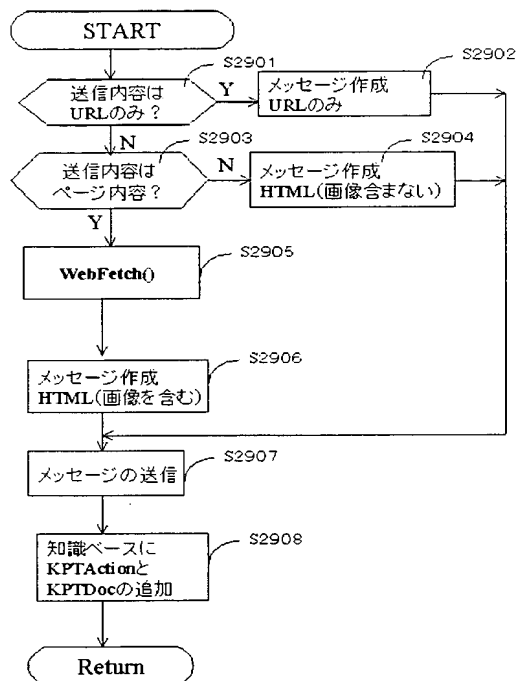 START
S2901
送信内容は
URLのみ？
Y
S2902
メッセージ作成
URLのみ
N
S2903
送信内容は
ページ内容？
N
S2904
メッセージ作成
HTML(画像含まない)
Y
S2905
WebFetch()
S2906
メッセージ作成
HTML(画像を含む)
S2907
メッセージの送信
S2908
知識ベースに
KPTActionと
KPTDocの追加
Return